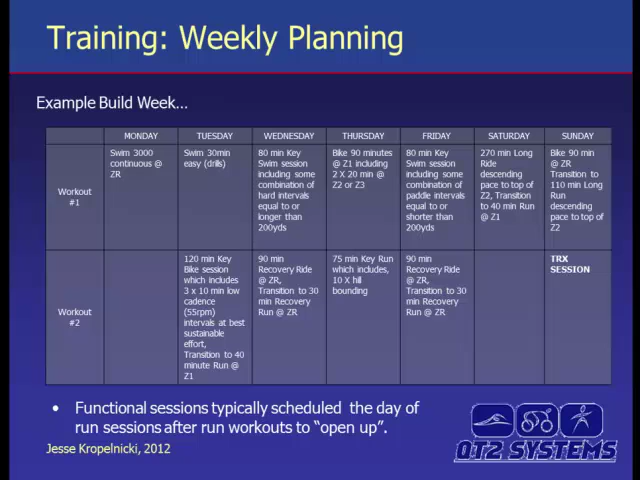 Training: Weekly Planning
Example Build Week…
MONDAY TUESDAY WEDNESDAY THURSDAY FRIDAY SATURDAY SUNDAY
Workout
#1
Swim 3000
continuous @
ZR
Swim 30min
easy (drills)
80 min Key
Swim session
including some
combination of
hard intervals
equal to or
longer than
200yds
Bike 90 minutes
@ Z1 including
2 X 20 min @
Z2 or Z3
80 min Key
Swim session
including some
combination of
paddle intervals
equal to or
shorter than
200yds
270 min Long
Ride
descending
pace to top of
Z2, Transition
to 40 min Run
@ Z1
Bike 90 min
@ ZR
Transition to
110 min Long
Run
descending
pace to top of
Z2
Workout
#2
120 min Key
Bike session
which includes
3 x 10 min low
cadence
(55rpm)
intervals at best
sustainable
effort,
Transition to 40
minute Run @
Z1
90 min
Recovery Ride
@ ZR,
Transition to 30
min Recovery
Run @ ZR
75 min Key Run
which includes,
10 X hill
bounding
90 min
Recovery Ride
@ ZR,
Transition to 30
min Recovery
Run @ ZR
TRX
SESSION
• Functional sessions typically scheduled the day of
run sessions after run workouts to “open up”.
Jesse Kropelnicki, 2012
QT2 SYSTEMS